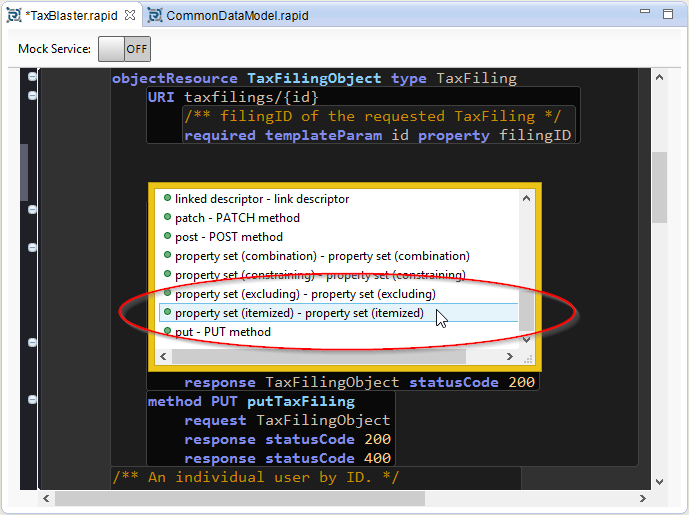 *TaxBlaster.rapid CommonDataModel.rapid
Mock Service: OFF
objectResource TaxFilingObject type TaxFiling
URI taxfilings/{id}
/** filingID of the requested TaxFiling */
required templateParam id property filingID
linked descriptor - link descriptor
patch - PATCH method
post - POST method
property set (combination) - property set (combination)
property set (constraining) - property set (constraining)
property set (excluding) - property set (excluding)
property set (itemized) - property set (itemized)
put - PUT method
response TaxFilingObject statusCode 200
method PUT putTaxFiling
request TaxFilingObject
response statusCode 200
response statusCode 400
/** An individual user by ID. */